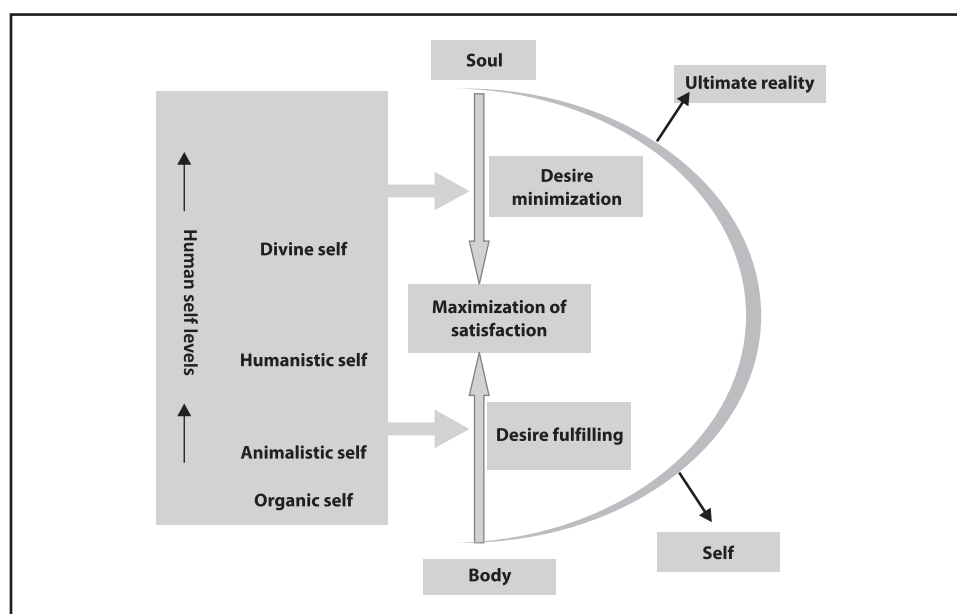 Soul
Ultimate reality
Desire
minimization
Divine self
Human self levels
Maximization of
satisfaction
Humanistic self
Desire fulfilling
Animalistic self
Organic self
Self
Body